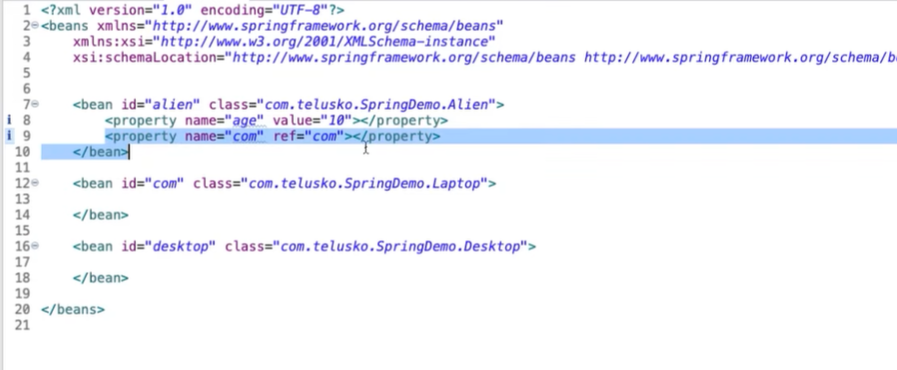 1 <?xml version="1.0" encoding="UTF-8"?>
2 <beans xmlns="http://www.springframework.org/schema/beans"
3 xmlns:xsi="http://www.w3.org/2001/XMLSchema-instance"
4 xsi:schemaLocation="http://www.springframework.org/schema/beans http://www.springframework.org/schema/b
5
6
7 <bean id="alien" class="com.telusko.SpringDemo.Alien">
i 8 <property name="age" value="10"></property>
i 9 <property name="com" ref="com"></property>
10 </bean>
11
12 <bean id="com" class="com.telusko.SpringDemo.Laptop">
13
14 </bean>
15
16 <bean id="desktop" class="com.telusko.SpringDemo.Desktop">
17
18 </bean>
19
20 </beans>
21